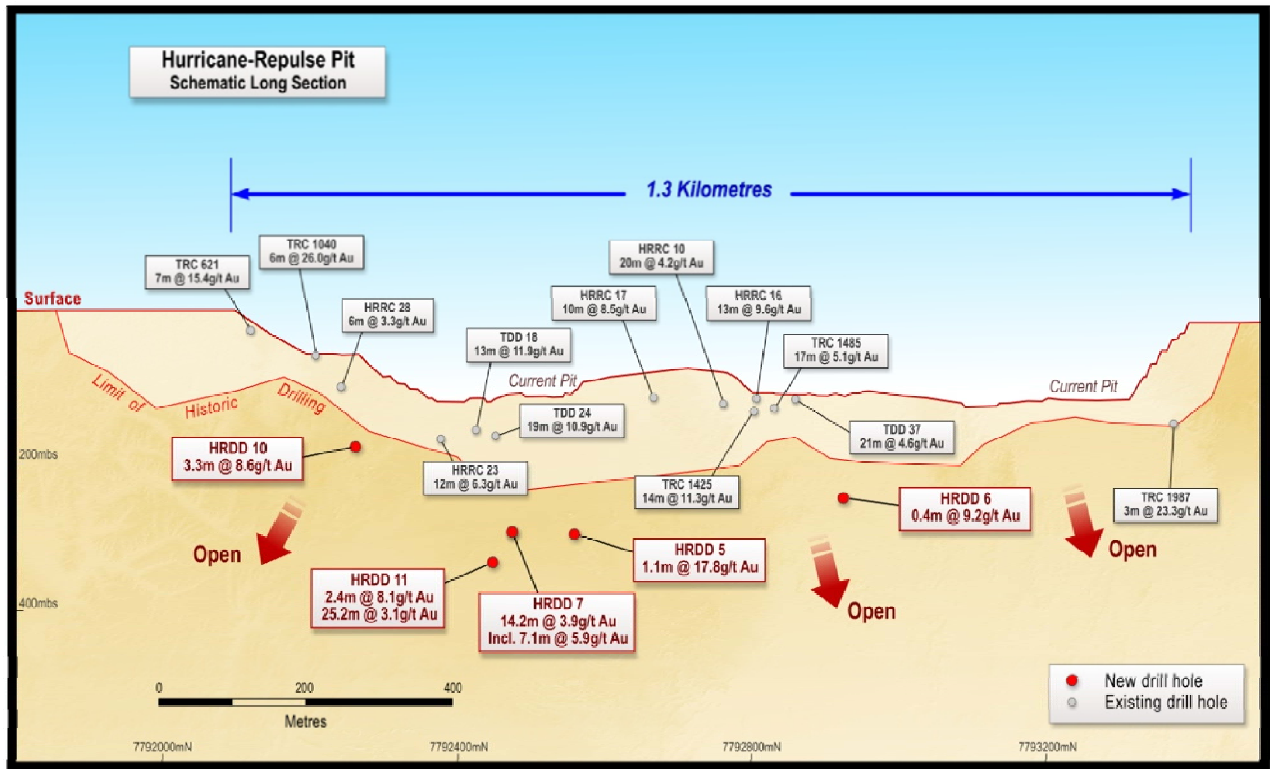 Hurricane-Repulse Pit
Schematic Long Section
1.3 Kilometres
TRC 1040
6m @ 26.0g/t Au
TRC 621
7m @ 15.4g/t Au
HRRC 10
20m @ 4.2g/t Au
Surface
HRRC 28
6m @ 3.3g/t Au
HRRC 17
10m @ 8.5g/t Au
HRRC 16
13m @ 9.6g/t Au
TDD 18
13m @ 11.9g/t Au
TRC 1485
17m @ 5.1g/t Au
Current Pit
Current Pit
Limit of Historic Drilling
TDD 24
19m @ 10.9g/t Au
TDD 37
21m @ 4.6g/t Au
200mbs
HRDD 10
3.3m @ 8.6g/t Au
HRRC 23
12m @ 6.3g/t Au
TRC 1425
14m @ 11.3g/t Au
HRDD 6
0.4m @ 9.2g/t Au
TRC 1987
3m @ 23.3g/t Au
Open
HRDD 5
1.1m @ 17.8g/t Au
Open
HRDD 11
2.4m @ 8.1g/t Au
25.2m @ 3.1g/t Au
HRDD 7
14.2m @ 3.9g/t Au
Incl. 7.1m @ 5.9g/t Au
Open
400mbs
0 200 400
Metres
New drill hole
Existing drill hole
7792000mN 7792400mN 7792800mN 7793200mN